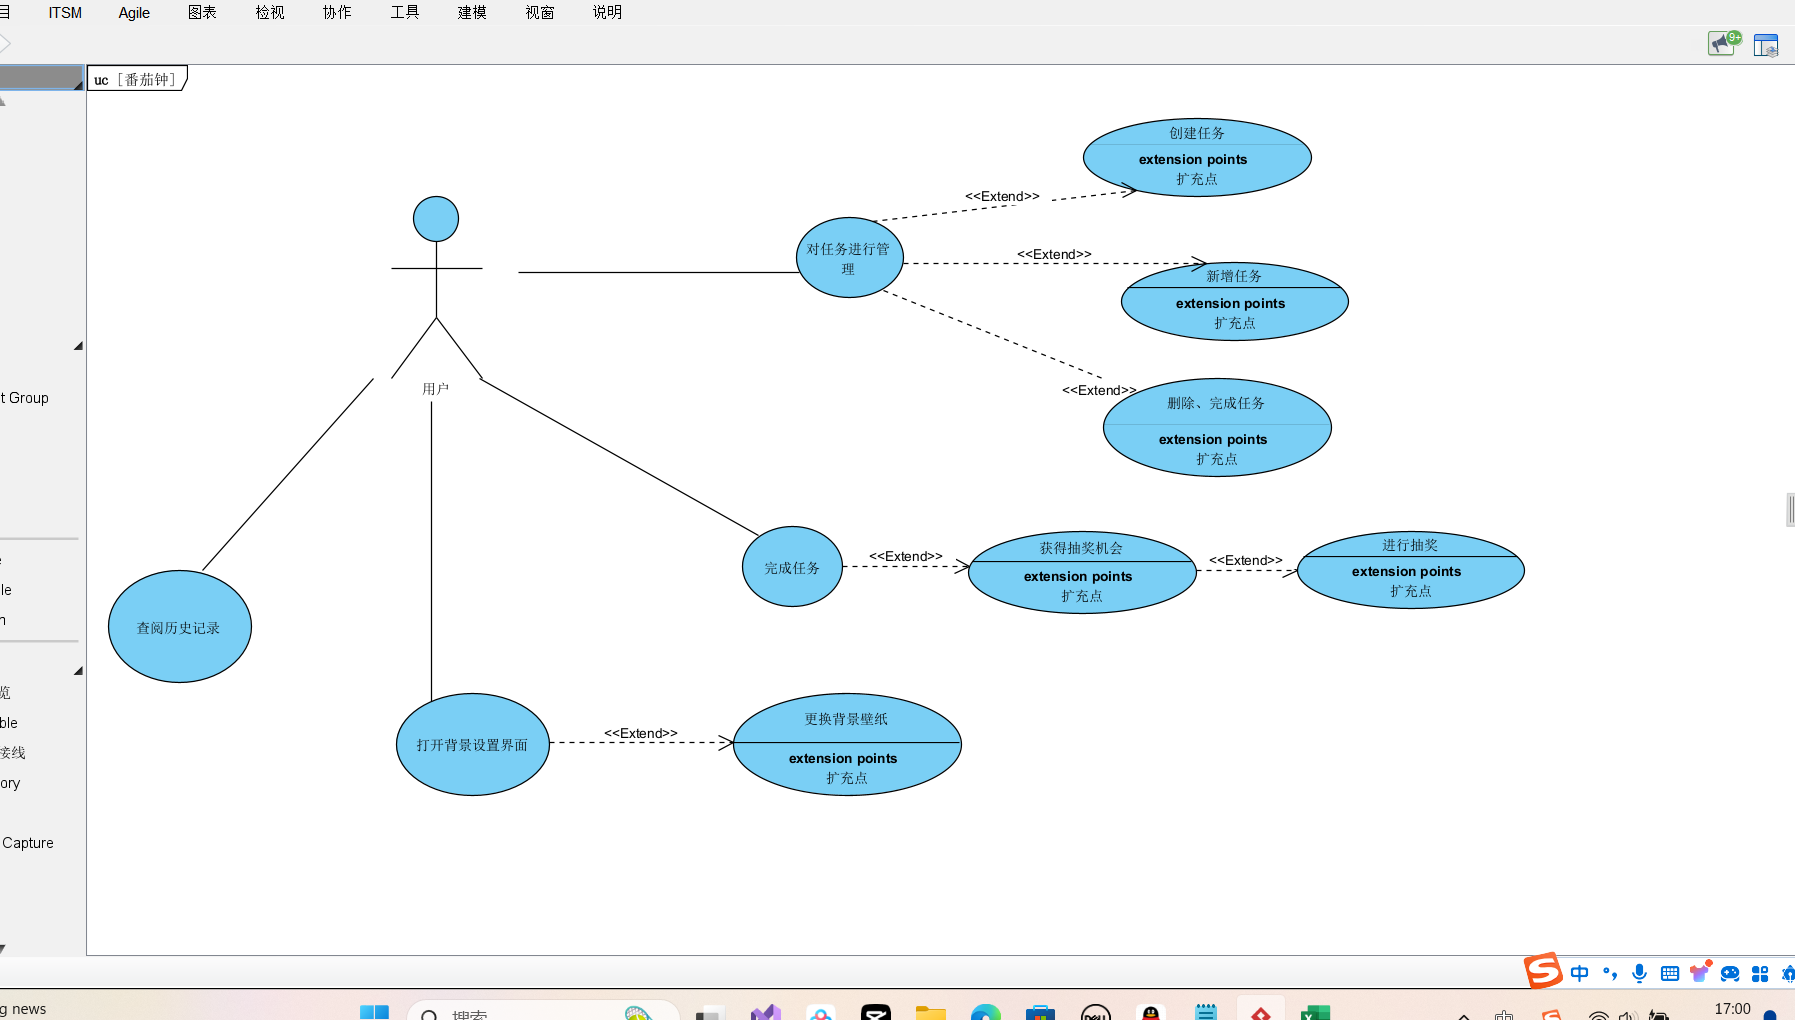 ITSM
Agile
图表
检视
协作
工具
建模
视窗
说明
9+
uc [番茄钟]
创建任务
extension points
扩充点
<<Extend>>
对任务进行管
理
<<Extend>>
新增任务
extension points
扩充点
用户
<<Extend>>
删除、完成任务
extension points
扩充点
t Group
完成任务
<<Extend>>
获得抽奖机会
extension points
扩充点
<<Extend>>
进行抽奖
extension points
扩充点
le
查阅历史记录
览
ble
接线
ory
Capture
打开背景设置界面
<<Extend>>
更换背景壁纸
extension points
扩充点
中
g news
搜索
17:00